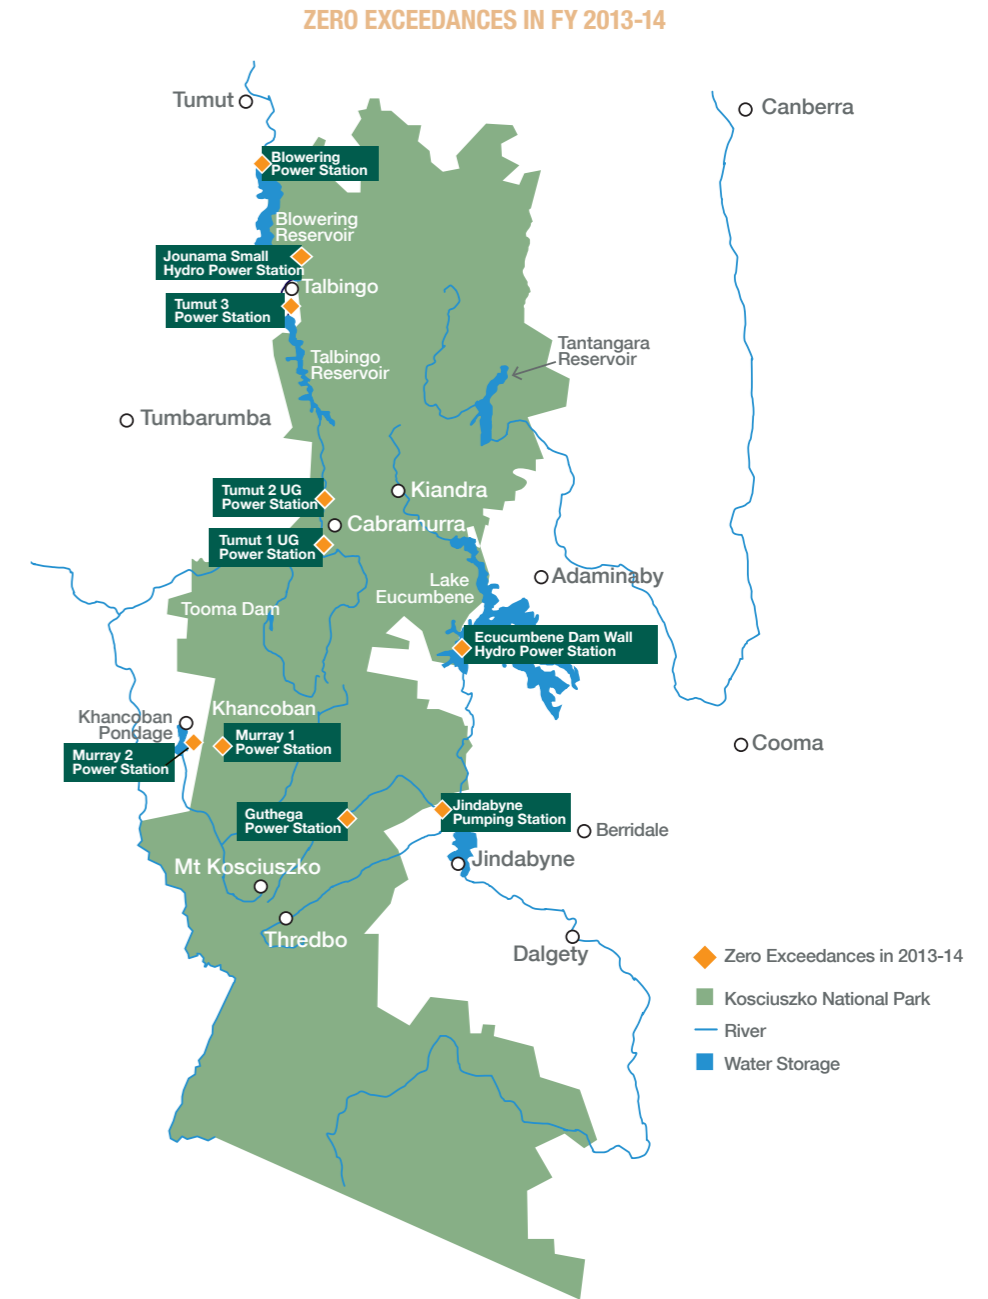 ZERO EXCEEDANCES IN FY 2013-14
Tumut
Canberra
Blowering
Power Station
Blowering
Reservoir
Jounama Small
Hydro Power Station
Talbingo
Tumut 3
Power Station
Talbingo
Reservoir
Tantangara
Reservoir
Tumbarumba
Tumut 2 UG
Power Station
Kiandra
Cabramurra
Tumut 1 UG
Power Station
Lake
Eucumbene
Adaminaby
Tooma Dam
Ecucumbene Dam Wall
Hydro Power Station
Khancoban
Khancoban
Pondage
Murray 1
Power Station
Murray 2
Power Station
Cooma
Guthega
Power Station
Jindabyne
Pumping Station
Berridale
Jindabyne
Mt Kosciuszko
Thredbo
Dalgety
Zero Exceedances in 2013-14
Kosciuszko National Park
River
Water Storage